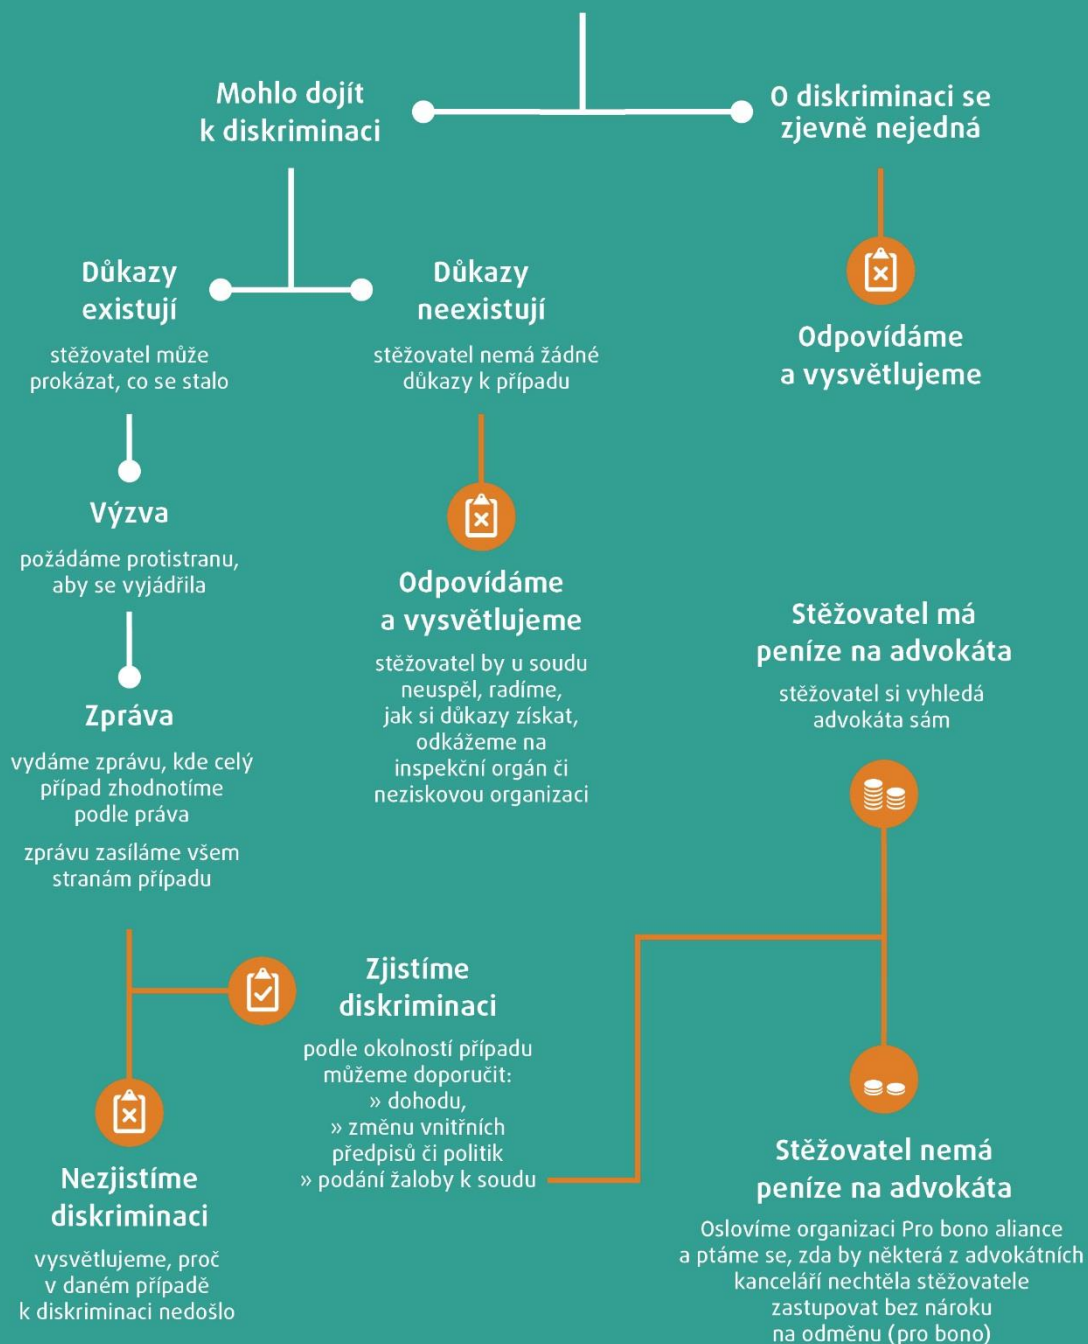 Mohlo dojít
k diskriminaci
O diskriminaci se
zjevně nejedná
Důkazy
existují
stěžovatel může
prokázat, co se stalo
Důkazy
neexistují
stěžovatel nemá žádné
důkazy k případu
Odpovídáme
a vysvětlujeme
Výzva
požádáme protistranu,
aby se vyjádřila
Odpovídáme
a vysvětlujeme
stěžovatel by u soudu
neuspěl, radíme,
jak si důkazy získat,
odkážeme na
inspekční orgán či
neziskovou organizaci
Zpráva
vydáme zprávu, kde celý
případ zhodnotíme
podle práva
zprávu zasíláme všem
stranám případu
Zjistíme
diskriminaci
podle okolností případu
můžeme doporučit:
» dohodu,
» změnu vnitřních
předpisů či politik
» podání žaloby k soudu
Nezjistíme
diskriminaci
vysvětlujeme, proč
v daném případě
k diskriminaci nedošlo
Stěžovatel má
peníze na advokáta
stěžovatel si vyhledá
advokáta sám
Stěžovatel nemá
peníze na advokáta
Oslovíme organizaci Pro bono aliance
a ptáme se, zda by některá z advokátních
kanceláří nechtěla stěžovatele
zastupovat bez nároku
na odměnu (pro bono)